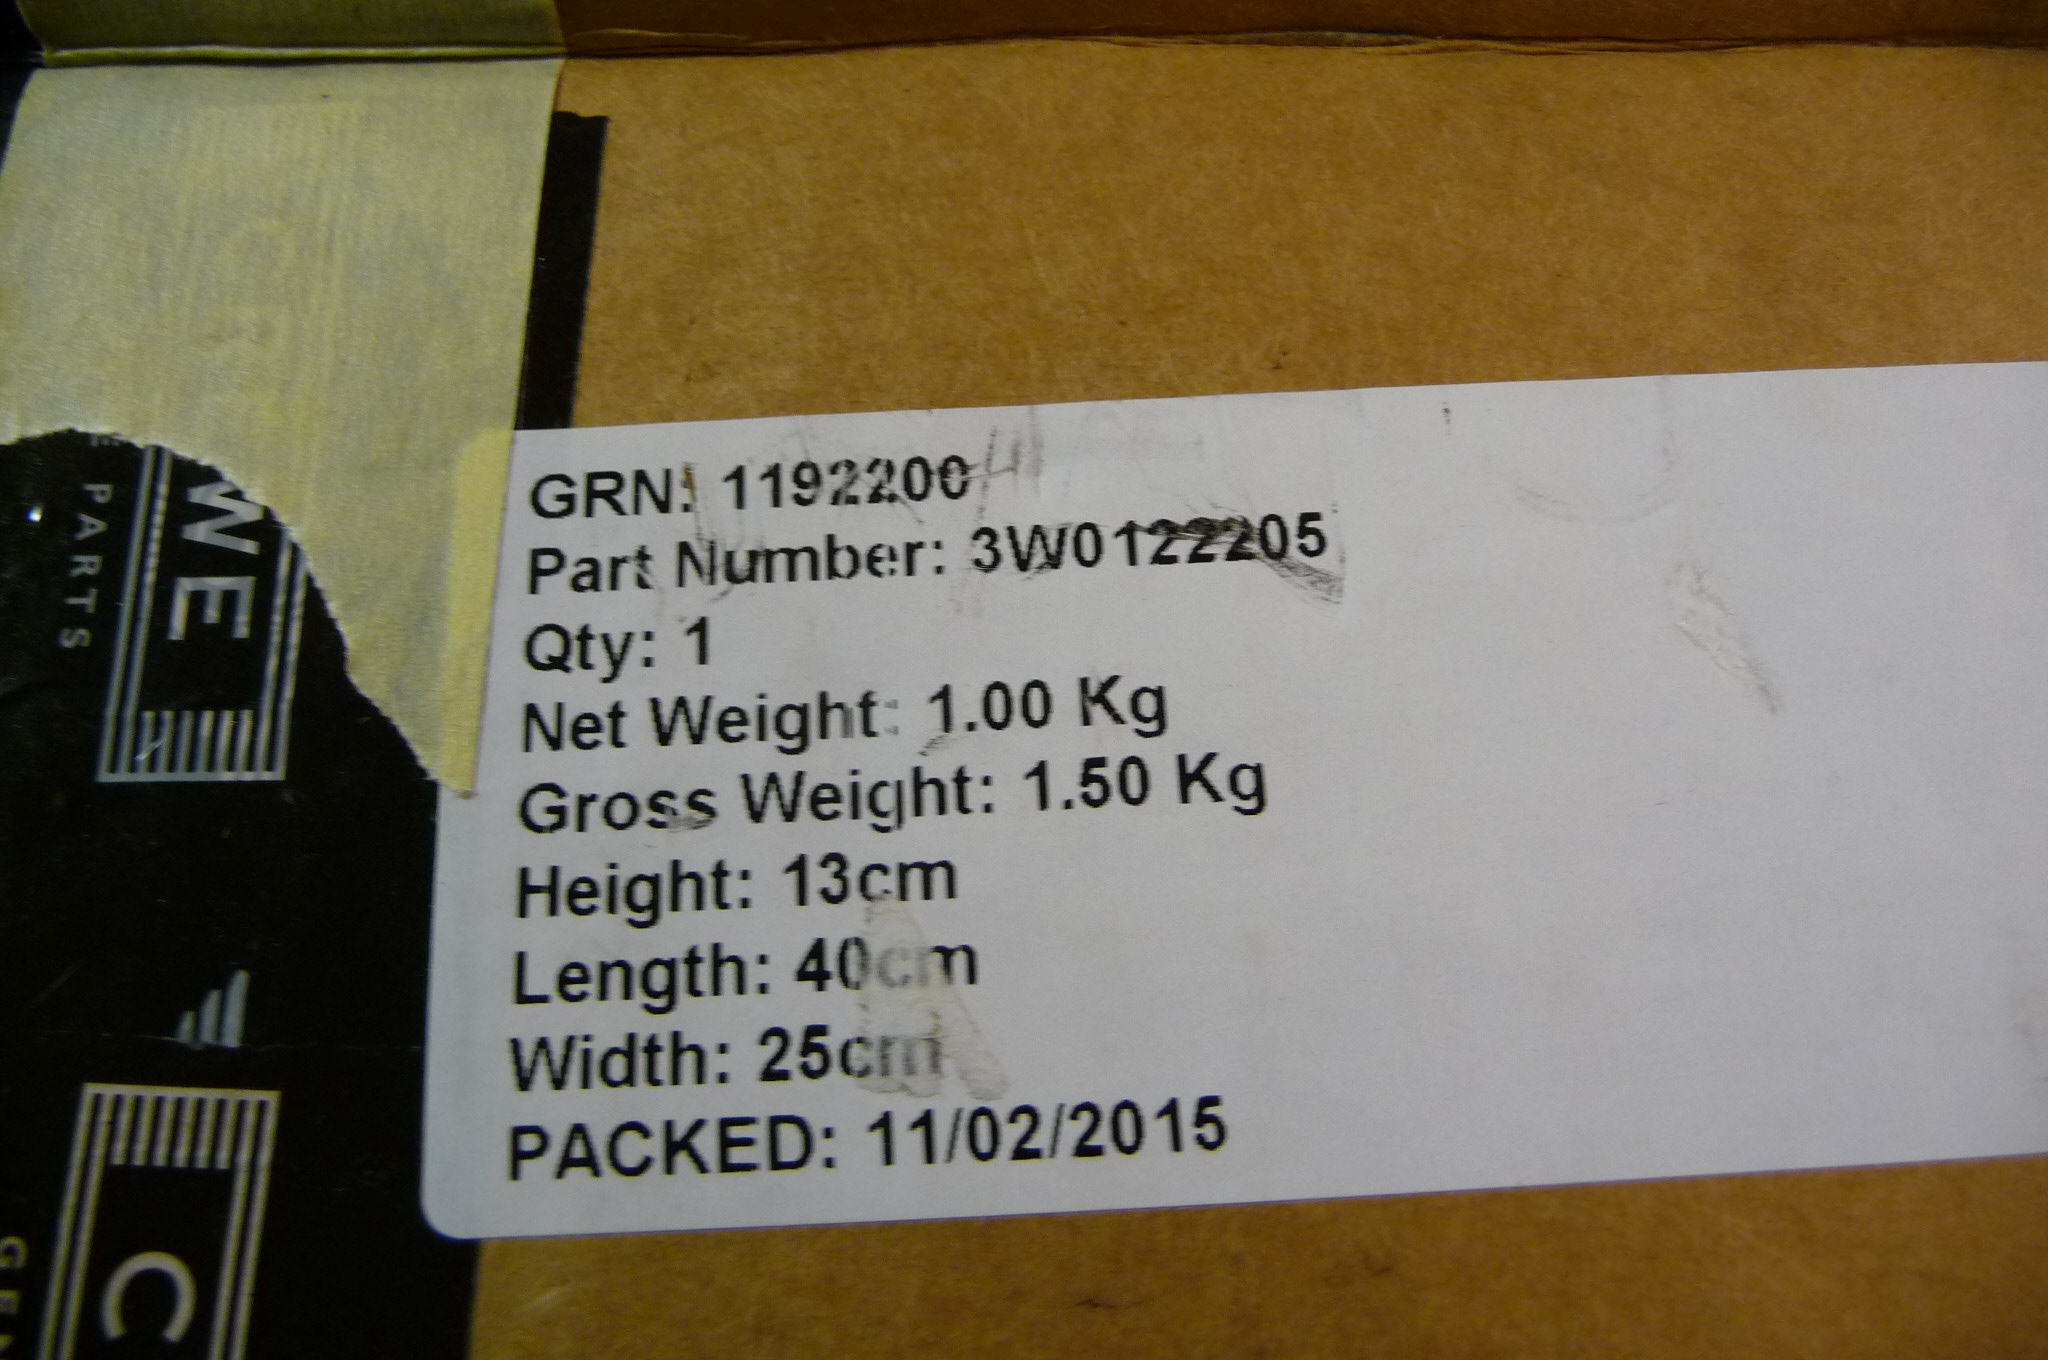 GRN: 1192200
Part Number: 3W0122205
Qty: 1
Net Weight: 1.00 Kg
Gross Weight: 1.50 Kg
Height: 13cm
Length: 40cm
Width: 25cm
PACKED: 11/02/2015
WE
PARTS
C